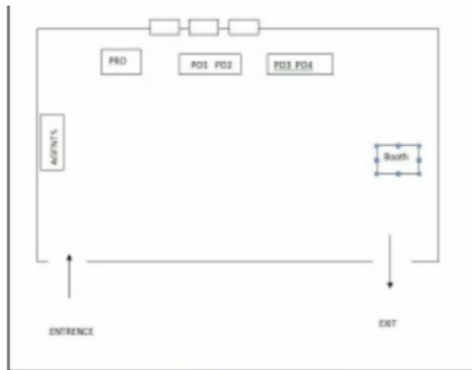 PRO
PO1 PO2
PO3 PO4
AGENTS
Booth
ENTRENCE
EXIT